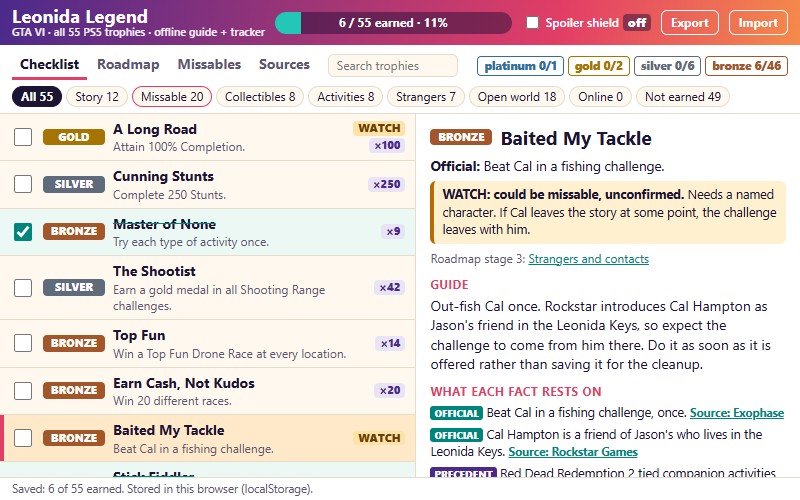 Leonida Legend
GTA VI · all 55 PS5 trophies · offline guide + tracker
6 / 55 earned · 11%
Spoiler shield off
Export
Import
Checklist
Roadmap
Missables
Sources
Search trophies
platinum 0/1
gold 0/2
silver 0/6
bronze 6/46
All 55
Story 12
Missable 20
Collectibles 8
Activities 8
Strangers 7
Open world 18
Online 0
Not earned 49
GOLD
A Long Road
Attain 100% Completion.
WATCH
×100
SILVER
Cunning Stunts
Complete 250 Stunts.
×250
BRONZE
Master of None
Try each type of activity once.
×9
SILVER
The Shootist
Earn a gold medal in all Shooting Range
challenges.
×42
BRONZE
Top Fun
Win a Top Fun Drone Race at every location.
×14
BRONZE
Earn Cash, Not Kudos
Win 20 different races.
×20
BRONZE
Baited My Tackle
Beat Cal in a fishing challenge.
WATCH
Stick Fiddler
BRONZE
Baited My Tackle
Official: Beat Cal in a fishing challenge.
WATCH: could be missable, unconfirmed. Needs a named
character. If Cal leaves the story at some point, the challenge
leaves with him.
Roadmap stage 3: Strangers and contacts
GUIDE
Out-fish Cal once. Rockstar introduces Cal Hampton as
Jason's friend in the Leonida Keys, so expect the
challenge to come from him there. Do it as soon as it is
offered rather than saving it for the cleanup.
WHAT EACH FACT RESTS ON
OFFICIAL Beat Cal in a fishing challenge, once. Source: Exophase
OFFICIAL Cal Hampton is a friend of Jason's who lives in the
Leonida Keys. Source: Rockstar Games
PRECEDENT Red Dead Redemption 2 tied companion activities
Saved: 6 of 55 earned. Stored in this browser (localStorage).